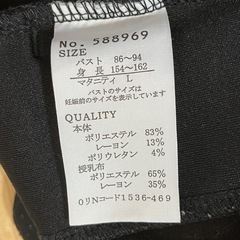 No. 588969
SIZE
バスト 86~94
身長 154~162
マタニティ L
バストのサイズは
妊娠前のサイズを表示しています
QUALITY
本体
ポリエステル 83%
レーヨン 13%
ポリウレタン 4%
授乳布
ポリエステル 65%
レーヨン 35%
0リNコード1536-469